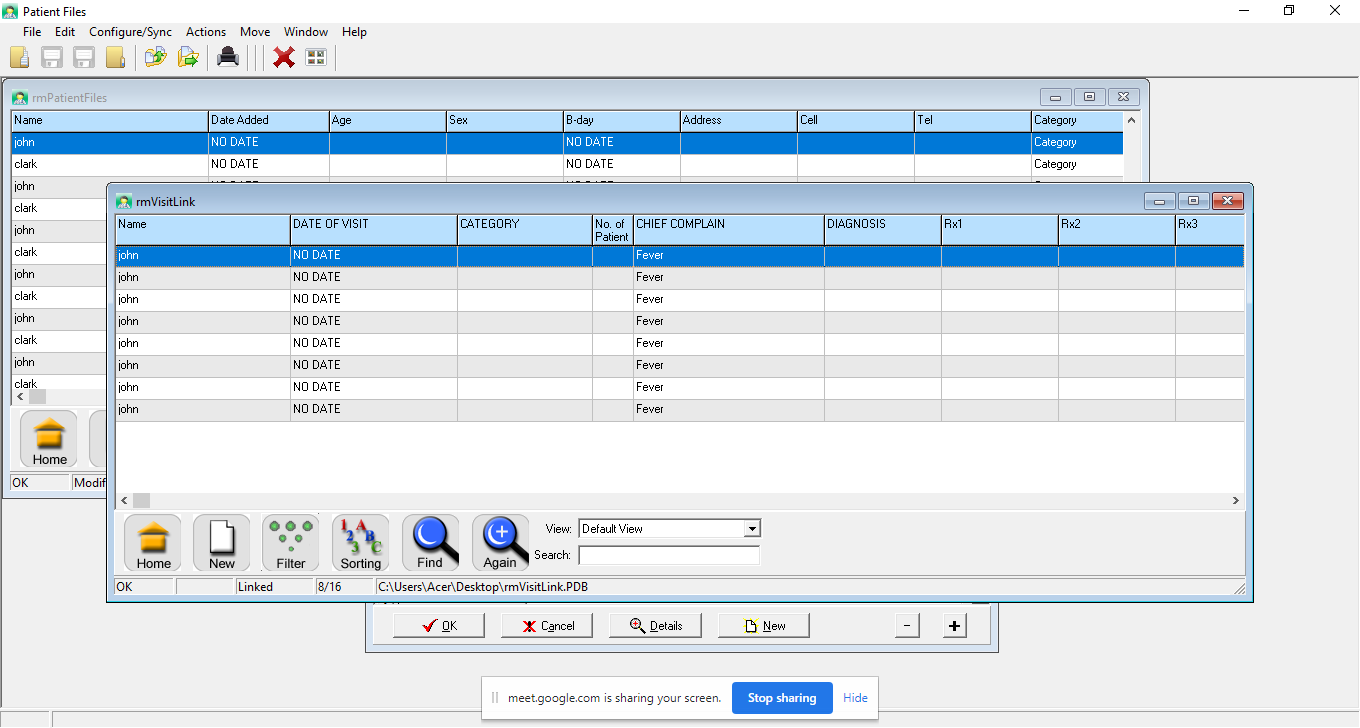 Patient Files
File Edit Configure/Sync Actions Move Window Help
rmPatientFiles
Name Date Added Age Sex B-day Address Cell Tel Category
john NO DATE NO DATE Category
clark NO DATE NO DATE Category
john
clark
john
clark
john
clark
john
clark
john
clark
Home
OK Modif
rmVisitLink
Name DATE OF VISIT CATEGORY No. of Patient CHIEF COMPLAIN DIAGNOSIS Rx1 Rx2 Rx3
john NO DATE Fever
john NO DATE Fever
john NO DATE Fever
john NO DATE Fever
john NO DATE Fever
john NO DATE Fever
john NO DATE Fever
john NO DATE Fever
Home New Filter Sorting Find Again
View: Default View
Search:
OK Linked 8/16 C:\Users\Acer\Desktop\rmVisitLink.PDB
OK Cancel Details New - +
meet.google.com is sharing your screen. Stop sharing Hide